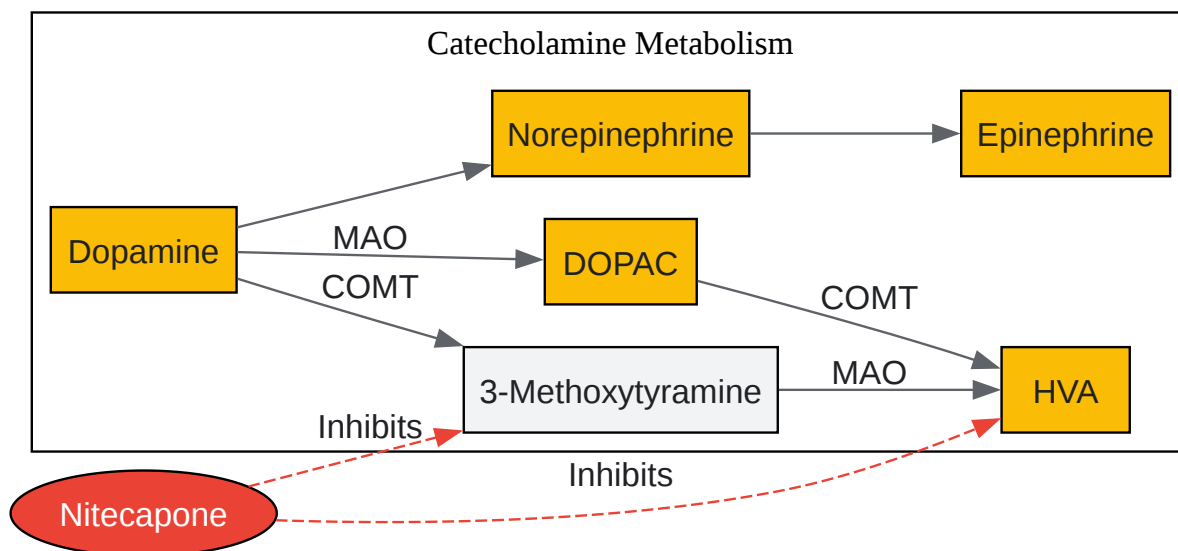 Catecholamine Metabolism
Norepinephrine
Epinephrine
Dopamine
MAO
DOPAC
COMT
COMT
3-Methoxytyramine
MAO
HVA
Inhibits
Inhibits
Nitecapone